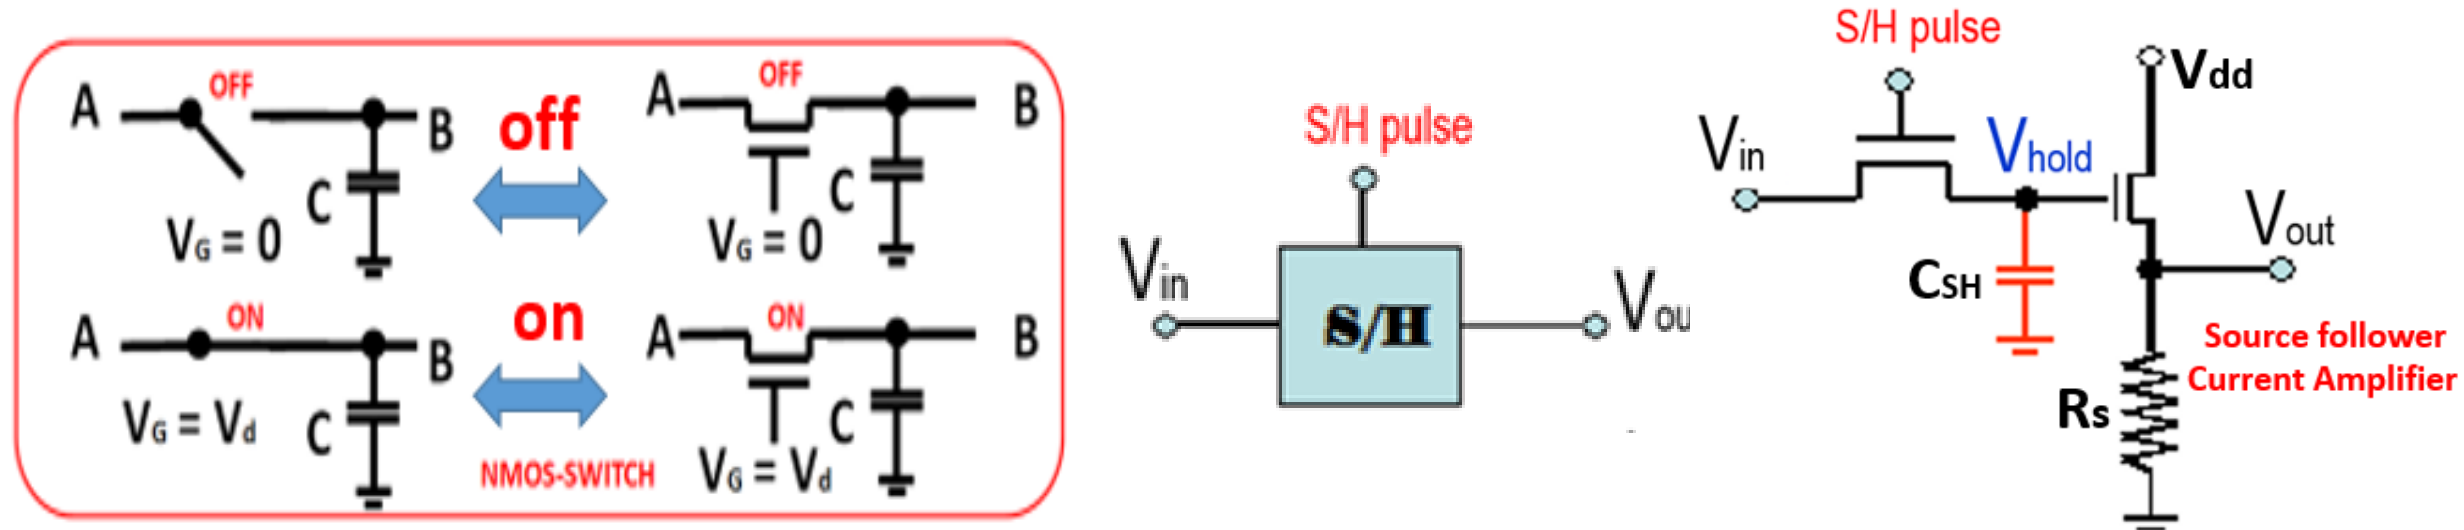 A OFF B
C
VG = 0
off
A OFF B
C
VG = 0
A ON B
C
VG = Vd
on
NMOS-SWITCH
A ON B
C
VG = Vd
S/H pulse
Vin
S/H
Vou
S/H pulse
Vdd
Vin
Vhold
Vout
CSH
Source follower
Current Amplifier
Rs